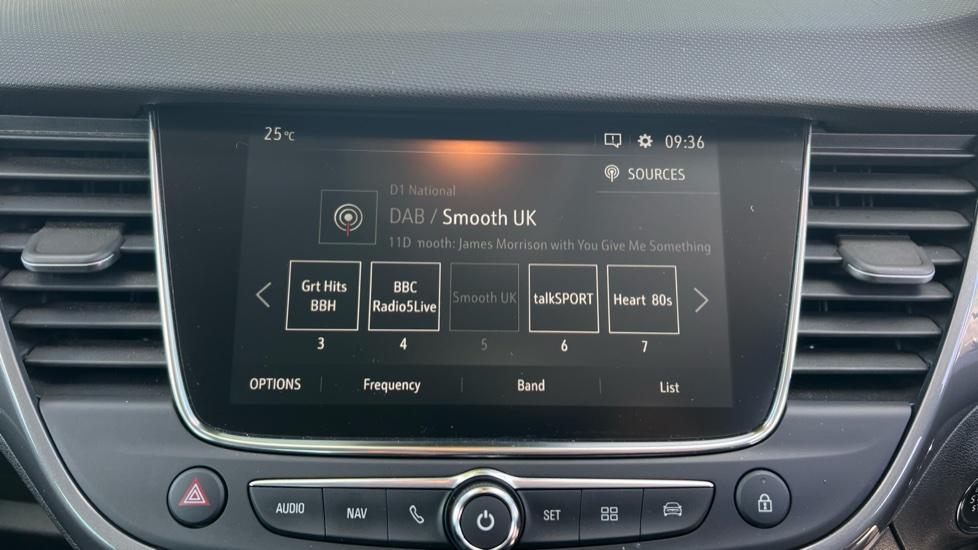 25°C
09:36
SOURCES
D1 National
DAB / Smooth UK
11D nooth: James Morrison with You Give Me Something
Grt Hits BBH
BBC Radio5Live
Smooth UK
talkSPORT
Heart 80s
3 4 5 6 7
OPTIONS Frequency Band List
AUDIO NAV SET